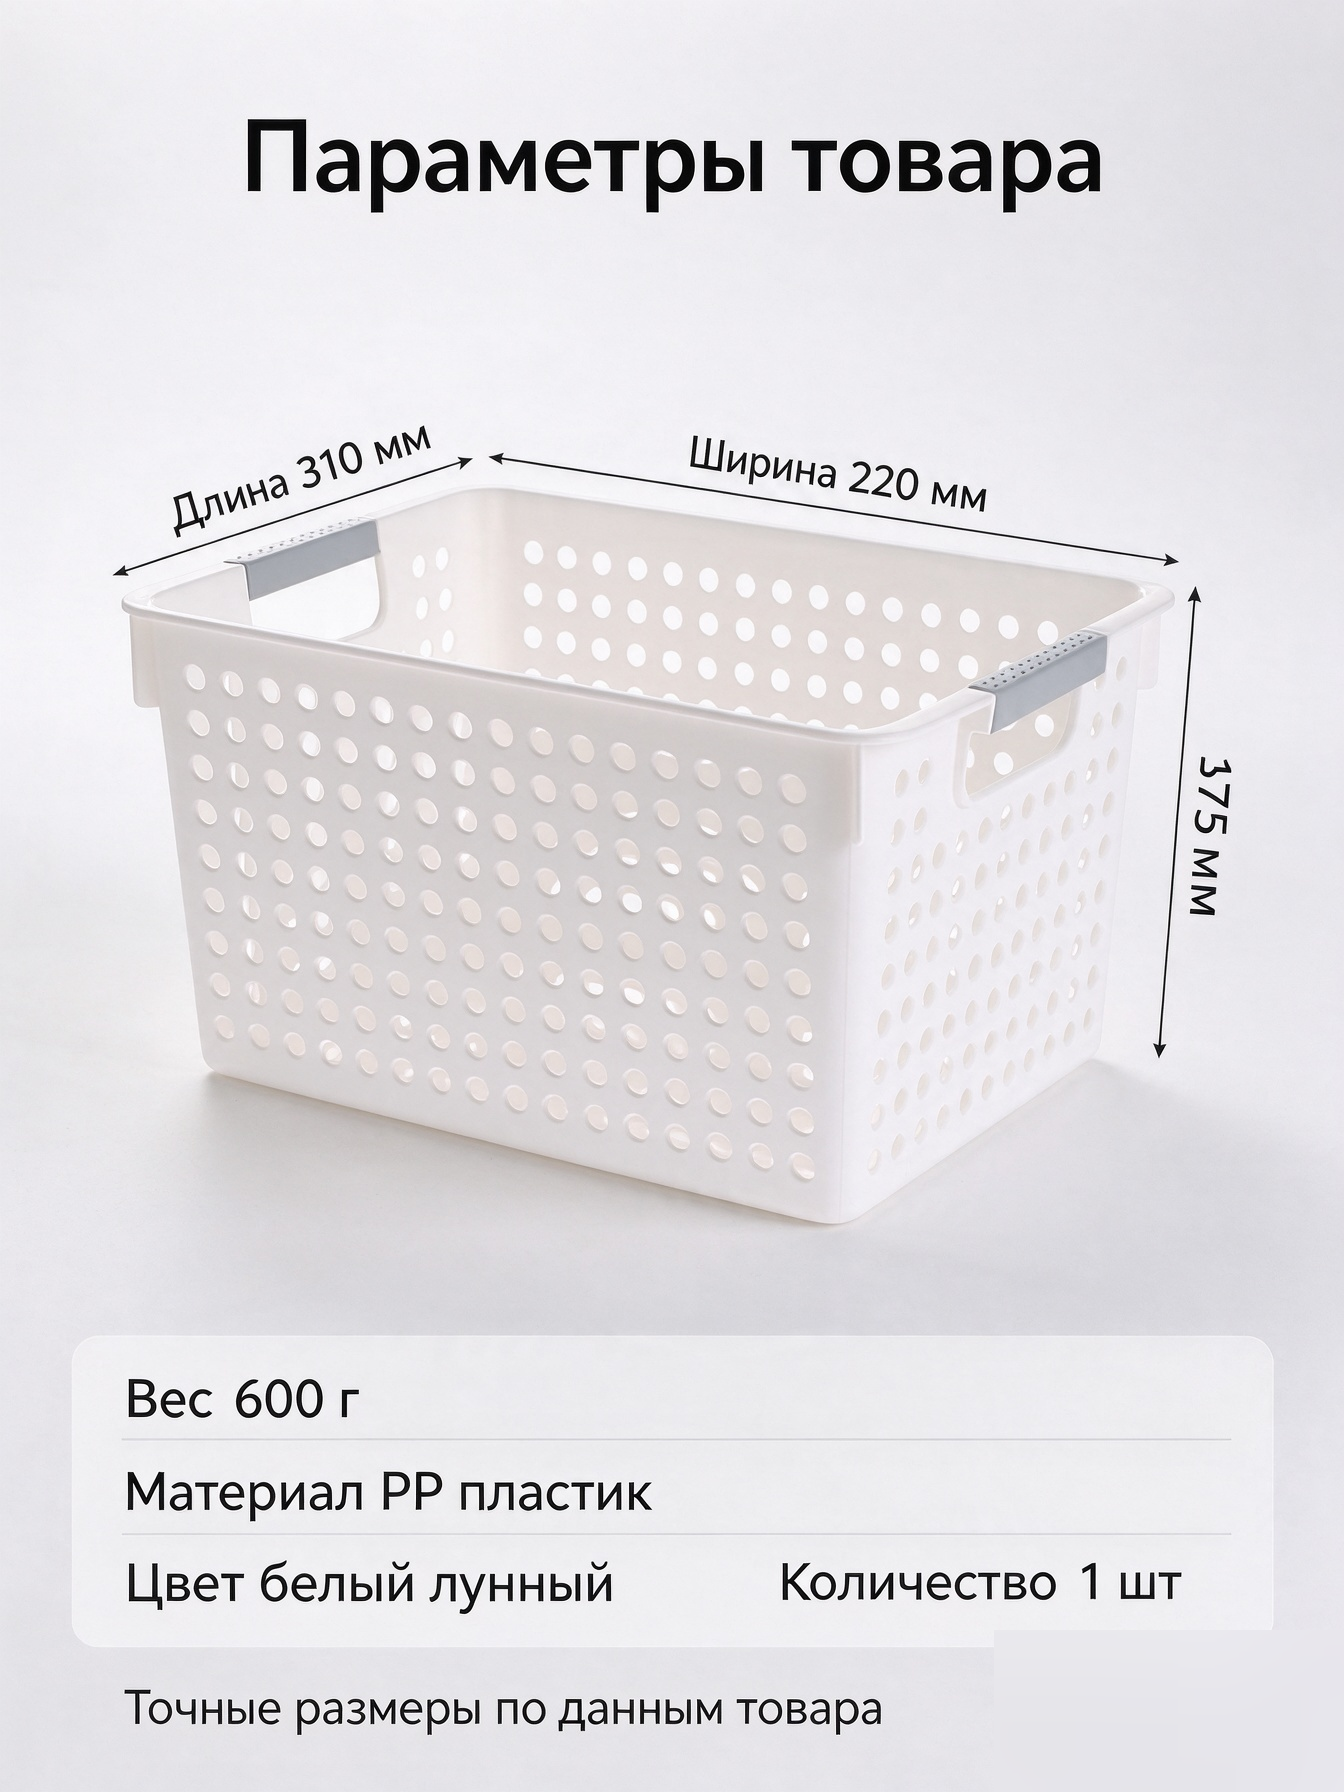 Параметры товара
Длина 310 мм
Ширина 220 мм
175 мм
Вес 600 г
Материал PP пластик
Цвет белый лунный
Количество 1 шт
Точные размеры по данным товара